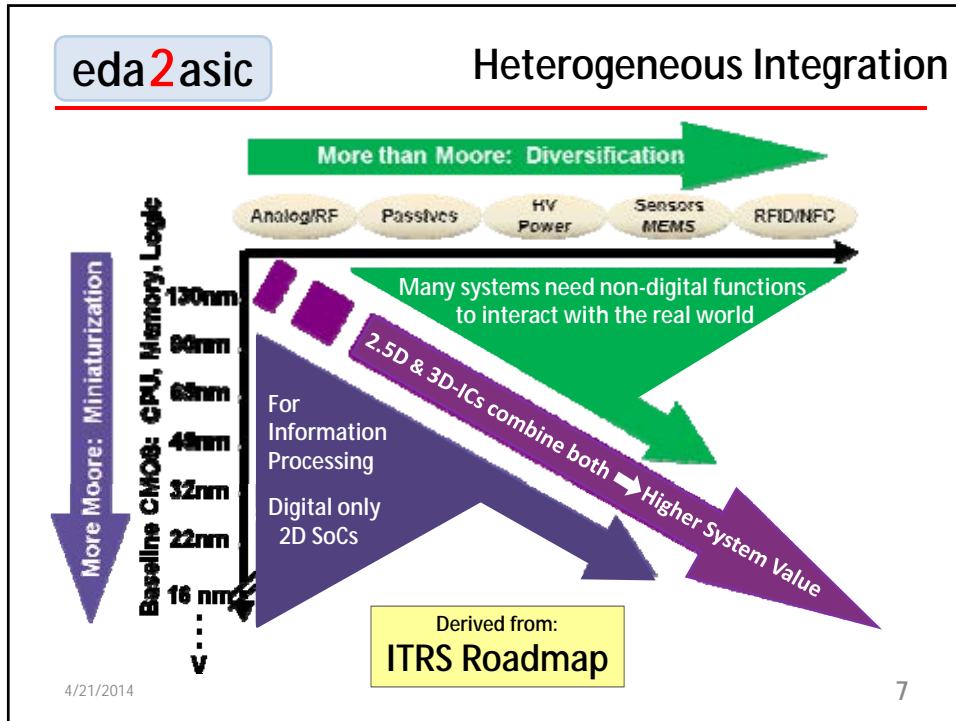 eda2asic
Heterogeneous Integration
More than Moore: Diversification
Analog/RF
Passives
HV
Power
Sensors
MEMS
RFID/NFC
More Moore: Miniaturization
Baseline CMOS: CPU, Memory, Logic
130nm
90nm
65nm
45nm
32nm
22nm
16 nm
V
Many systems need non-digital functions
to interact with the real world
2.5D & 3D-ICs combine both Higher System Value
For
Information
Processing
Digital only
2D SoCs
Derived from:
ITRS Roadmap
4/21/2014
7